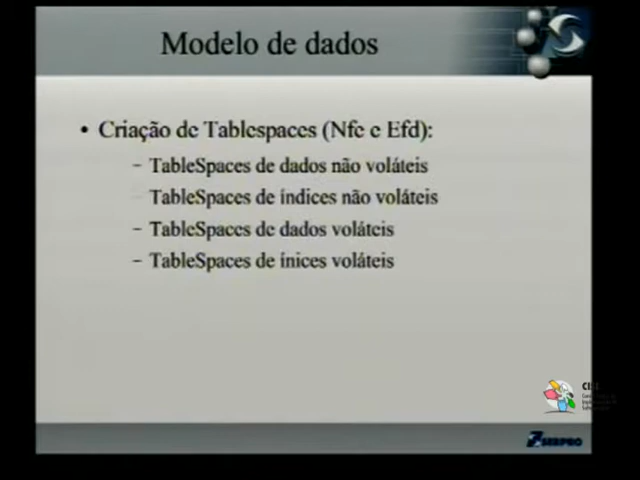 Modelo de dados
• Criação de Tablespaces (Nfe e Efd):
– TableSpaces de dados não voláteis
TableSpaces de índices não voláteis
– TableSpaces de dados voláteis
– TableSpaces de ínices voláteis
SERPRO